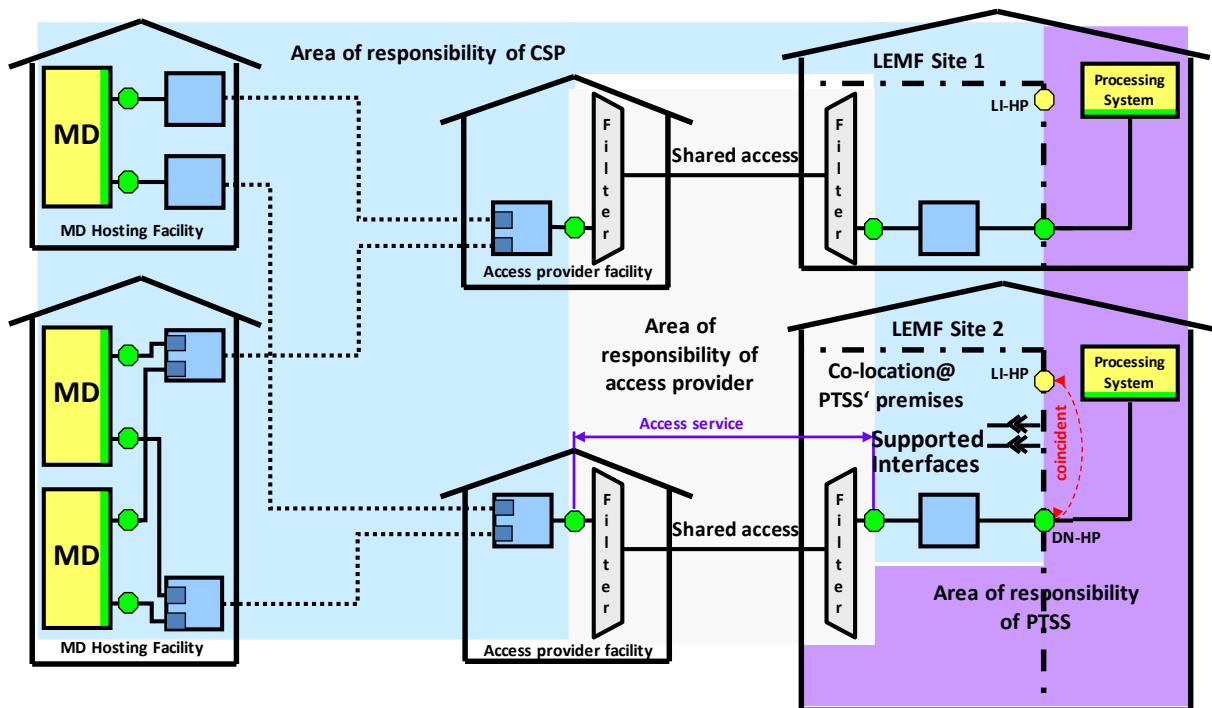 Area of responsibility of CSP
MD
MD Hosting Facility
F
i
l
t
e
r
Access provider facility
Shared access
LEMF Site 1
LI-HP
Processing
System
F
i
l
t
e
r
MD
MD
MD Hosting Facility
Area of
responsibility of
access provider
Access service
F
i
l
t
e
r
Access provider facility
Shared access
LEMF Site 2
Co-location@
PTSS‘ premises
LI-HP
Processing
System
Supported
Interfaces
coincident
F
i
l
t
e
r
DN-HP
Area of responsibility
of PTSS